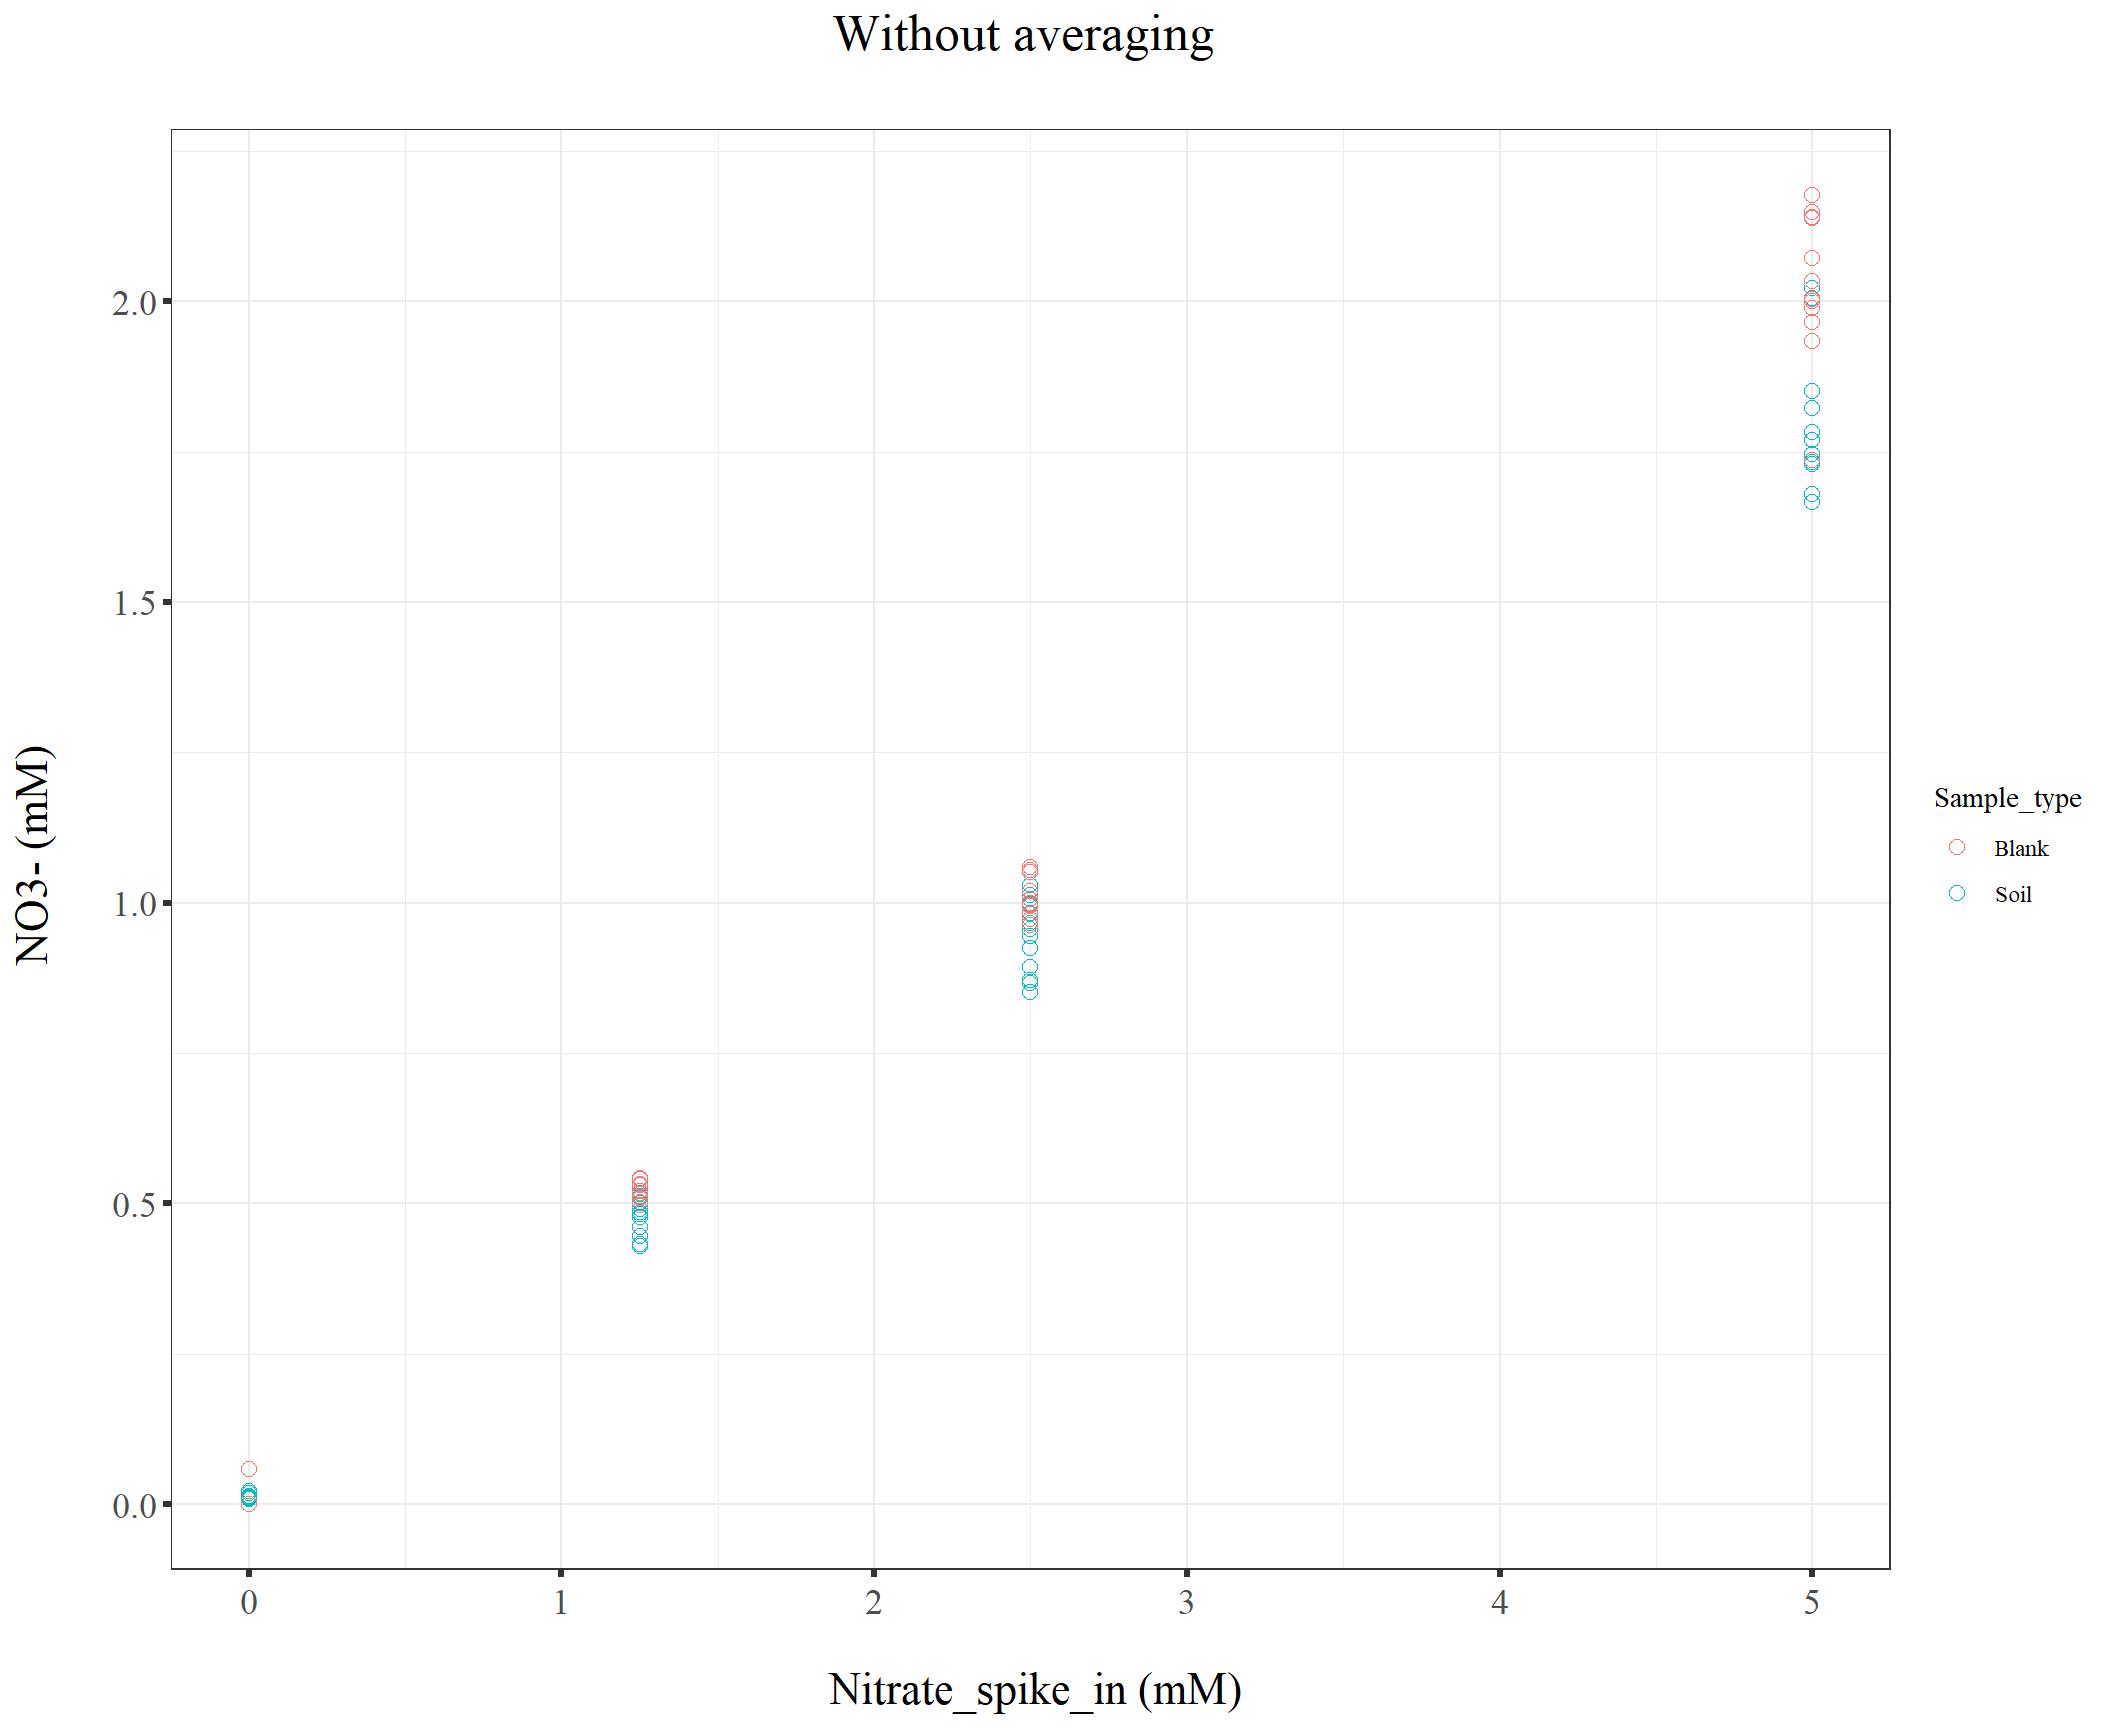 Without averaging
NO3- (mM)
2.0
1.5
1.0
0.5
0.0
0 1 2 3 4 5
Nitrate_spike_in (mM)
Sample_type
Blank
Soil